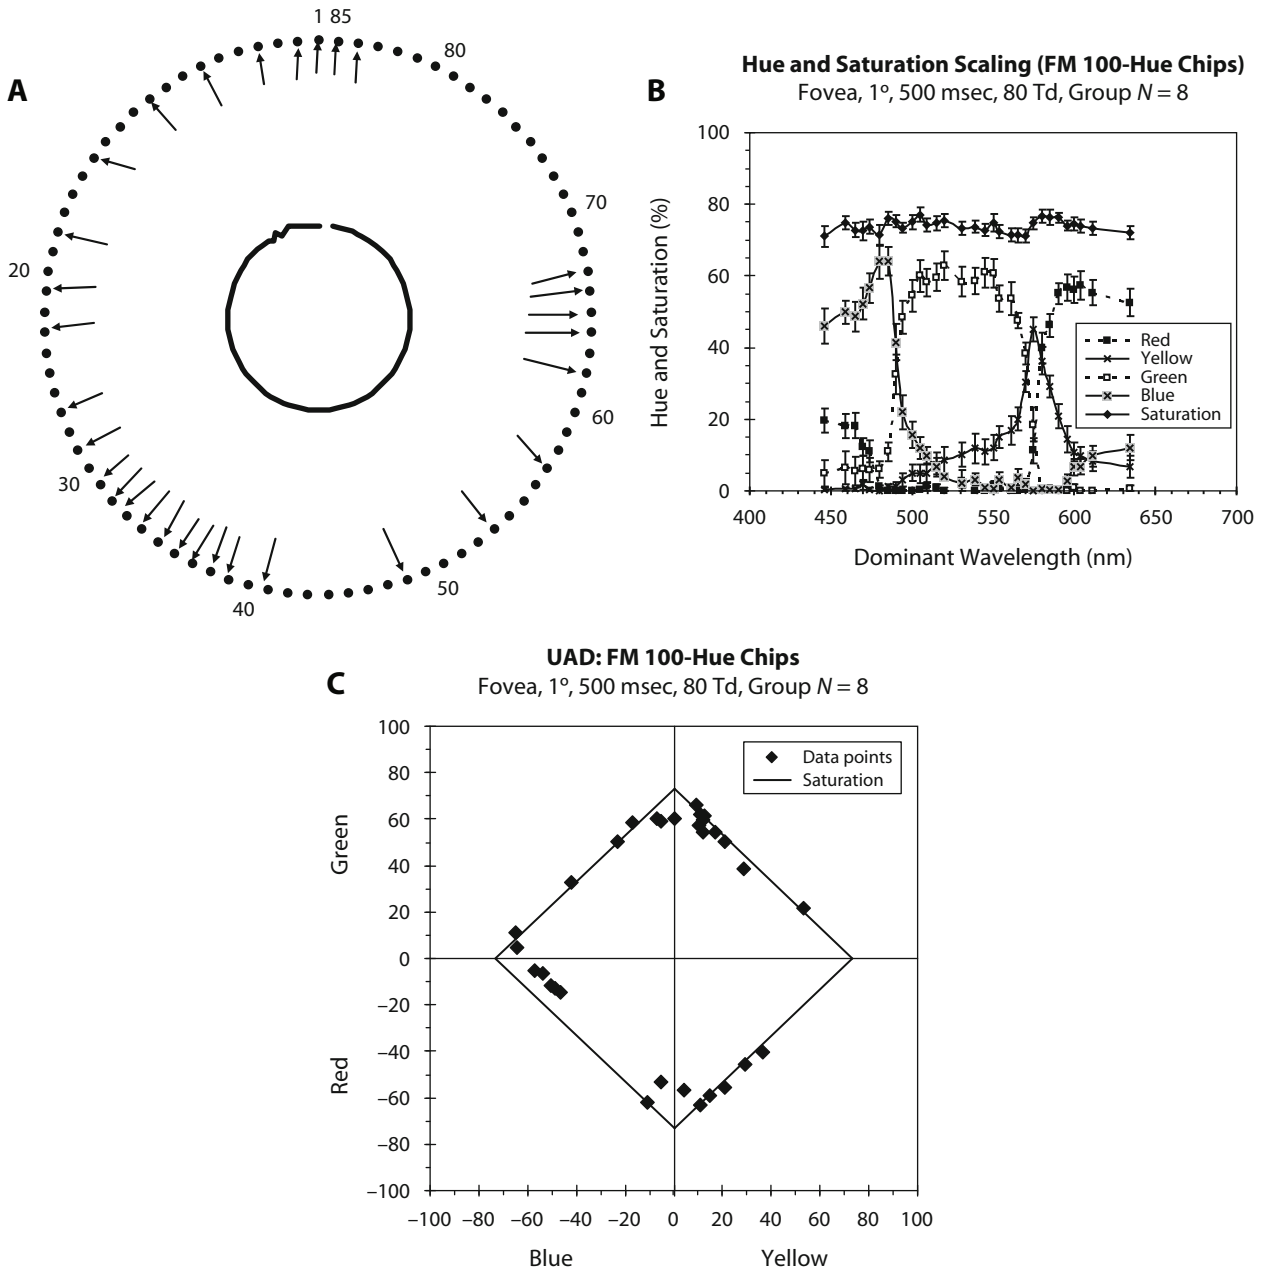 A
1 85
80
70
60
50
40
30
20
Hue and Saturation Scaling (FM 100-Hue Chips)
B
Fovea, 1º, 500 msec, 80 Td, Group N = 8
Hue and Saturation (%)
100
80
60
40
20
0
400 450 500 550 600 650 700
Dominant Wavelength (nm)
Red
Yellow
Green
Blue
Saturation
UAD: FM 100-Hue Chips
C
Fovea, 1º, 500 msec, 80 Td, Group N = 8
Green
Red
100
80
60
40
20
0
–20
–40
–60
–80
–100
Data points
Saturation
–100 –80 –60 –40 –20 0 20 40 60 80 100
Blue Yellow